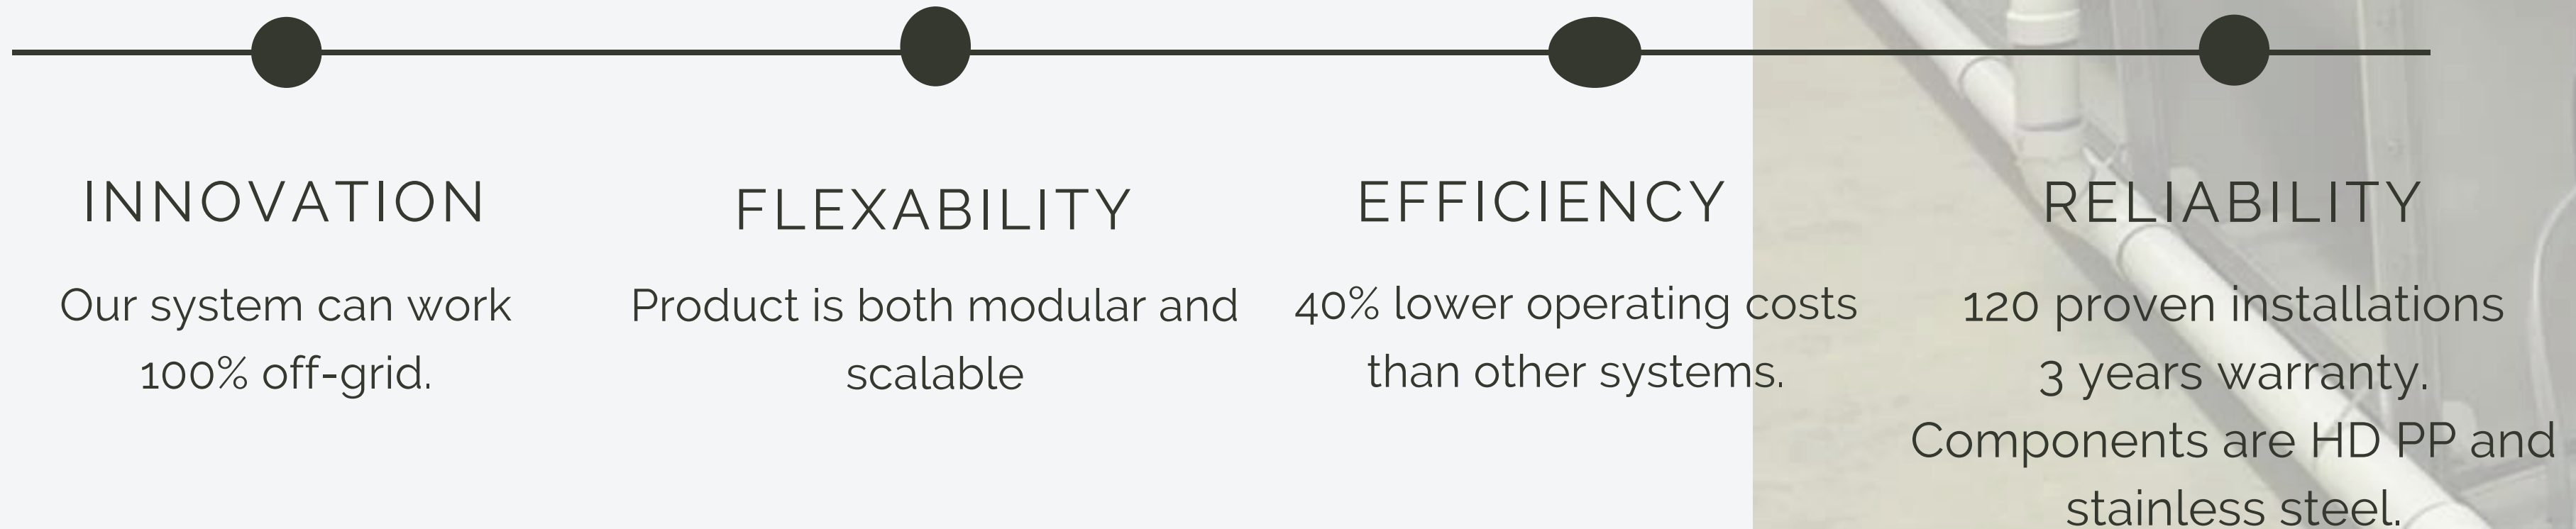 INNOVATION
Our system can work
100% off-grid.
FLEXABILITY
Product is both modular and
scalable
EFFICIENCY
40% lower operating costs
than other systems.
RELIABILITY
120 proven installations
3 years warranty.
Components are HD PP and
stainless steel.